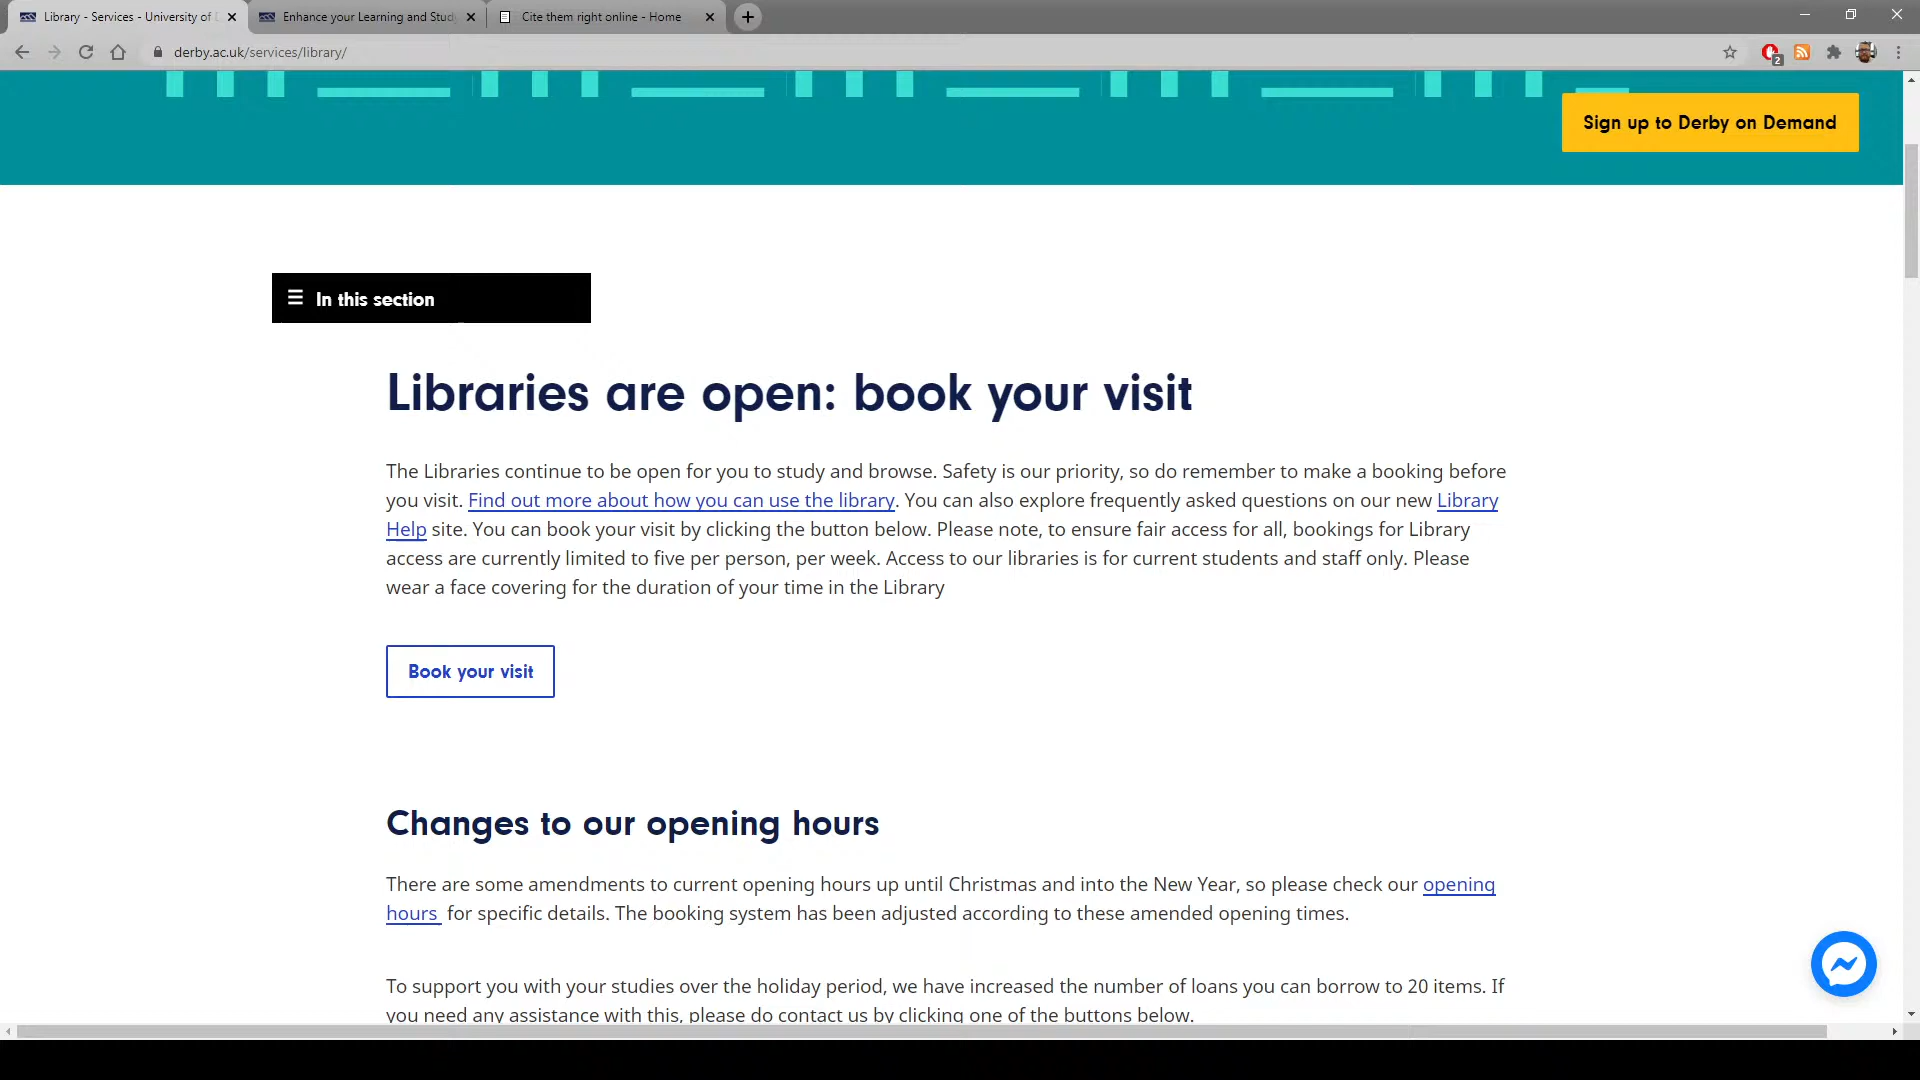 Library - Services - University of D
Enhance your Learning and Study
Cite them right online - Home
derby.ac.uk/services/library/
2
Sign up to Derby on Demand
In this section
Libraries are open: book your visit
The Libraries continue to be open for you to study and browse. Safety is our priority, so do remember to make a booking before
you visit. Find out more about how you can use the library. You can also explore frequently asked questions on our new Library
Help site. You can book your visit by clicking the button below. Please note, to ensure fair access for all, bookings for Library
access are currently limited to five per person, per week. Access to our libraries is for current students and staff only. Please
wear a face covering for the duration of your time in the Library
Book your visit
Changes to our opening hours
There are some amendments to current opening hours up until Christmas and into the New Year, so please check our opening
hours for specific details. The booking system has been adjusted according to these amended opening times.
To support you with your studies over the holiday period, we have increased the number of loans you can borrow to 20 items. If
you need any assistance with this, please do contact us by clicking one of the buttons below.